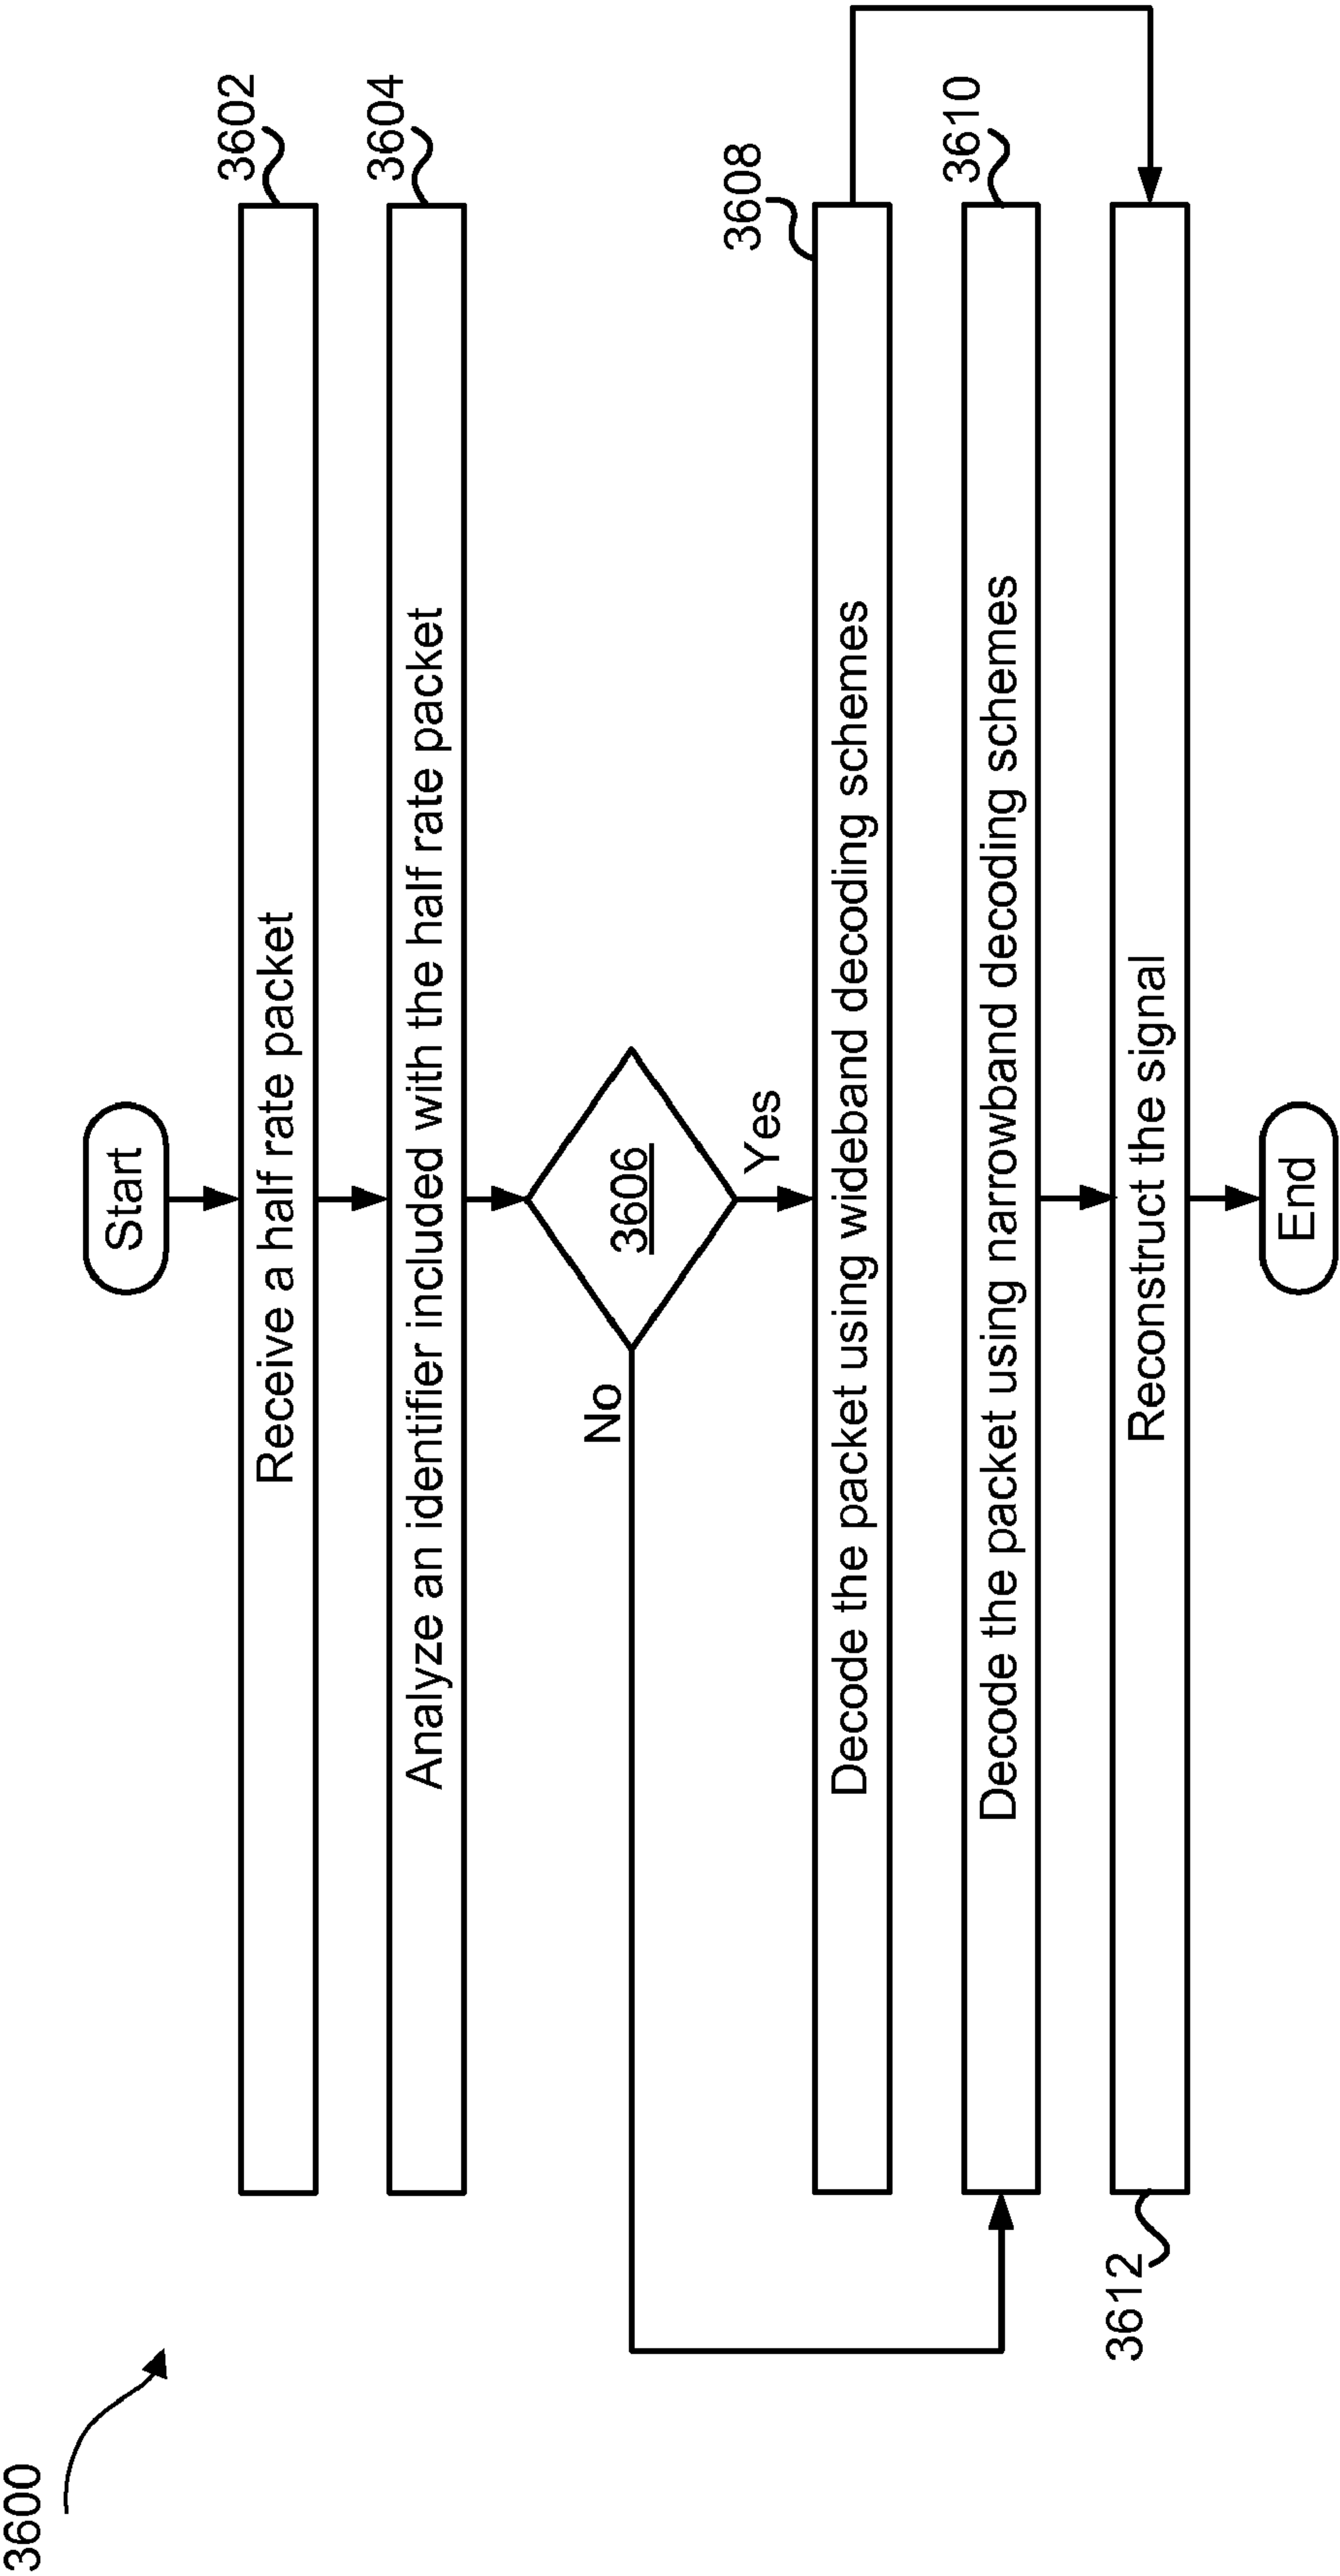 3600
Start
3602
Receive a half rate packet
3604
Analyze an identifier included with the half rate packet
3606
No
Yes
3608
Decode the packet using wideband decoding schemes
3610
Decode the packet using narrowband decoding schemes
3612
Reconstruct the signal
End